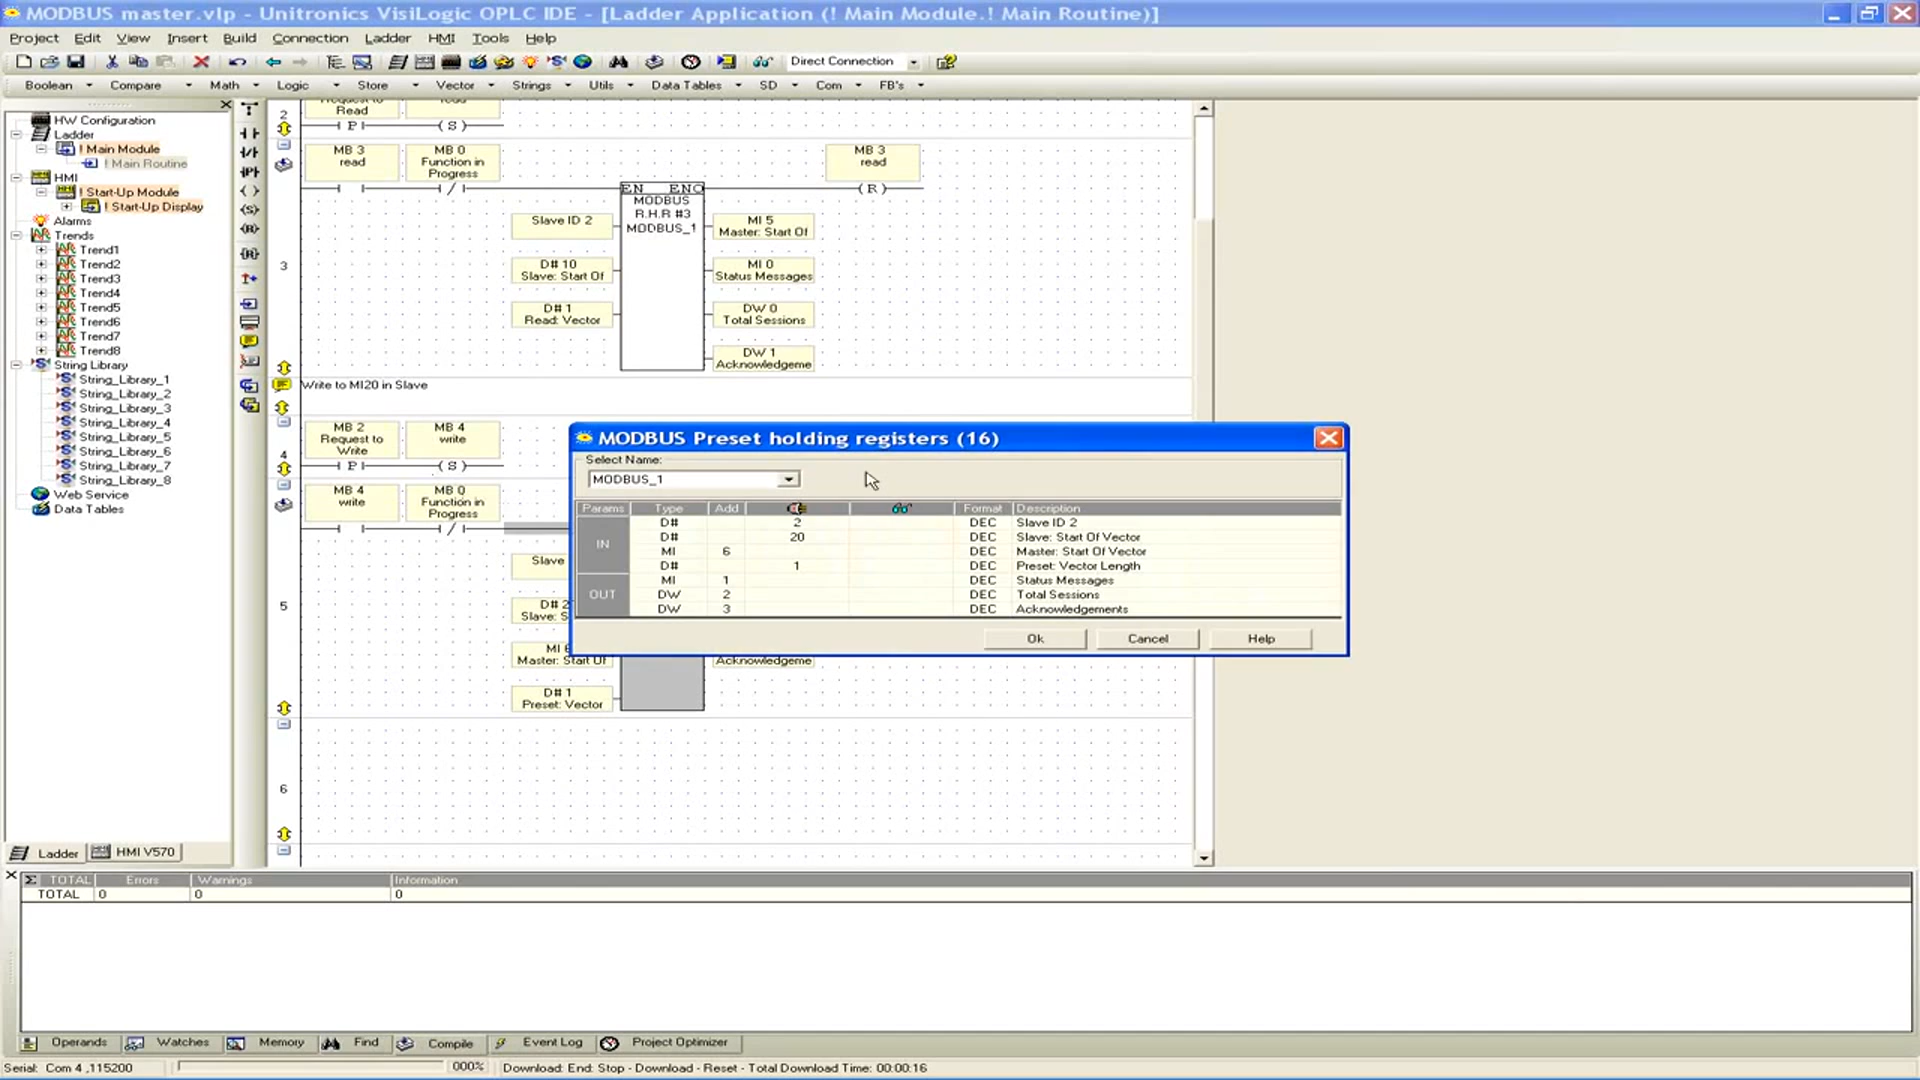 MODBUS master.vlp - Unitronics VisiLogic OPLC IDE - [Ladder Application (! Main Module.! Main Routine)]
Project Edit View Insert Build Connection Ladder HMI Tools Help
Direct Connection
Boolean Compare Math Logic Store Vector Strings Utils Data Tables SD Com FB's
HW Configuration
Ladder
! Main Module
! Main Routine
HMI
! Start-Up Module
! Start-Up Display
Alarms
Trends
Trend1
Trend2
Trend3
Trend4
Trend5
Trend6
Trend7
Trend8
String Library
String_Library_1
String_Library_2
String_Library_3
String_Library_4
String_Library_5
String_Library_6
String_Library_7
String_Library_8
Web Service
Data Tables
Ladder HMI V570
2
Read
P S
3
MB 3
read
MB 0
Function in
Progress
MB 3
read
R
EN ENO
MODBUS
R.H.R #3
MODBUS_1
Slave ID 2
D# 10
Slave: Start Of
D# 1
Read: Vector
MI 5
Master: Start Of
MI 0
Status Messages
DW 0
Total Sessions
DW 1
Acknowledgeme
Write to MI20 in Slave
4
MB 2
Request to
Write
MB 4
write
P S
5
MB 4
write
MB 0
Function in
Progress
Slave
D# 2
Slave: S
MI 6
Master: Start Of
D# 1
Preset: Vector
Acknowledgeme
6
MODBUS Preset holding registers (16)
Select Name:
MODBUS_1
Params Type Add Format Description
IN
D# 2 DEC Slave ID 2
D# 20 DEC Slave: Start Of Vector
MI 6 DEC Master: Start Of Vector
D# 1 DEC Preset: Vector Length
OUT
MI 1 DEC Status Messages
DW 2 DEC Total Sessions
DW 3 DEC Acknowledgements
Ok Cancel Help
Σ TOTAL Errors Warnings Information
TOTAL 0 0 0
Operands Watches Memory Find Compile Event Log Project Optimizer
Serial: Com 4 ,115200 000% Download: End: Stop - Download - Reset - Total Download Time: 00:00:16